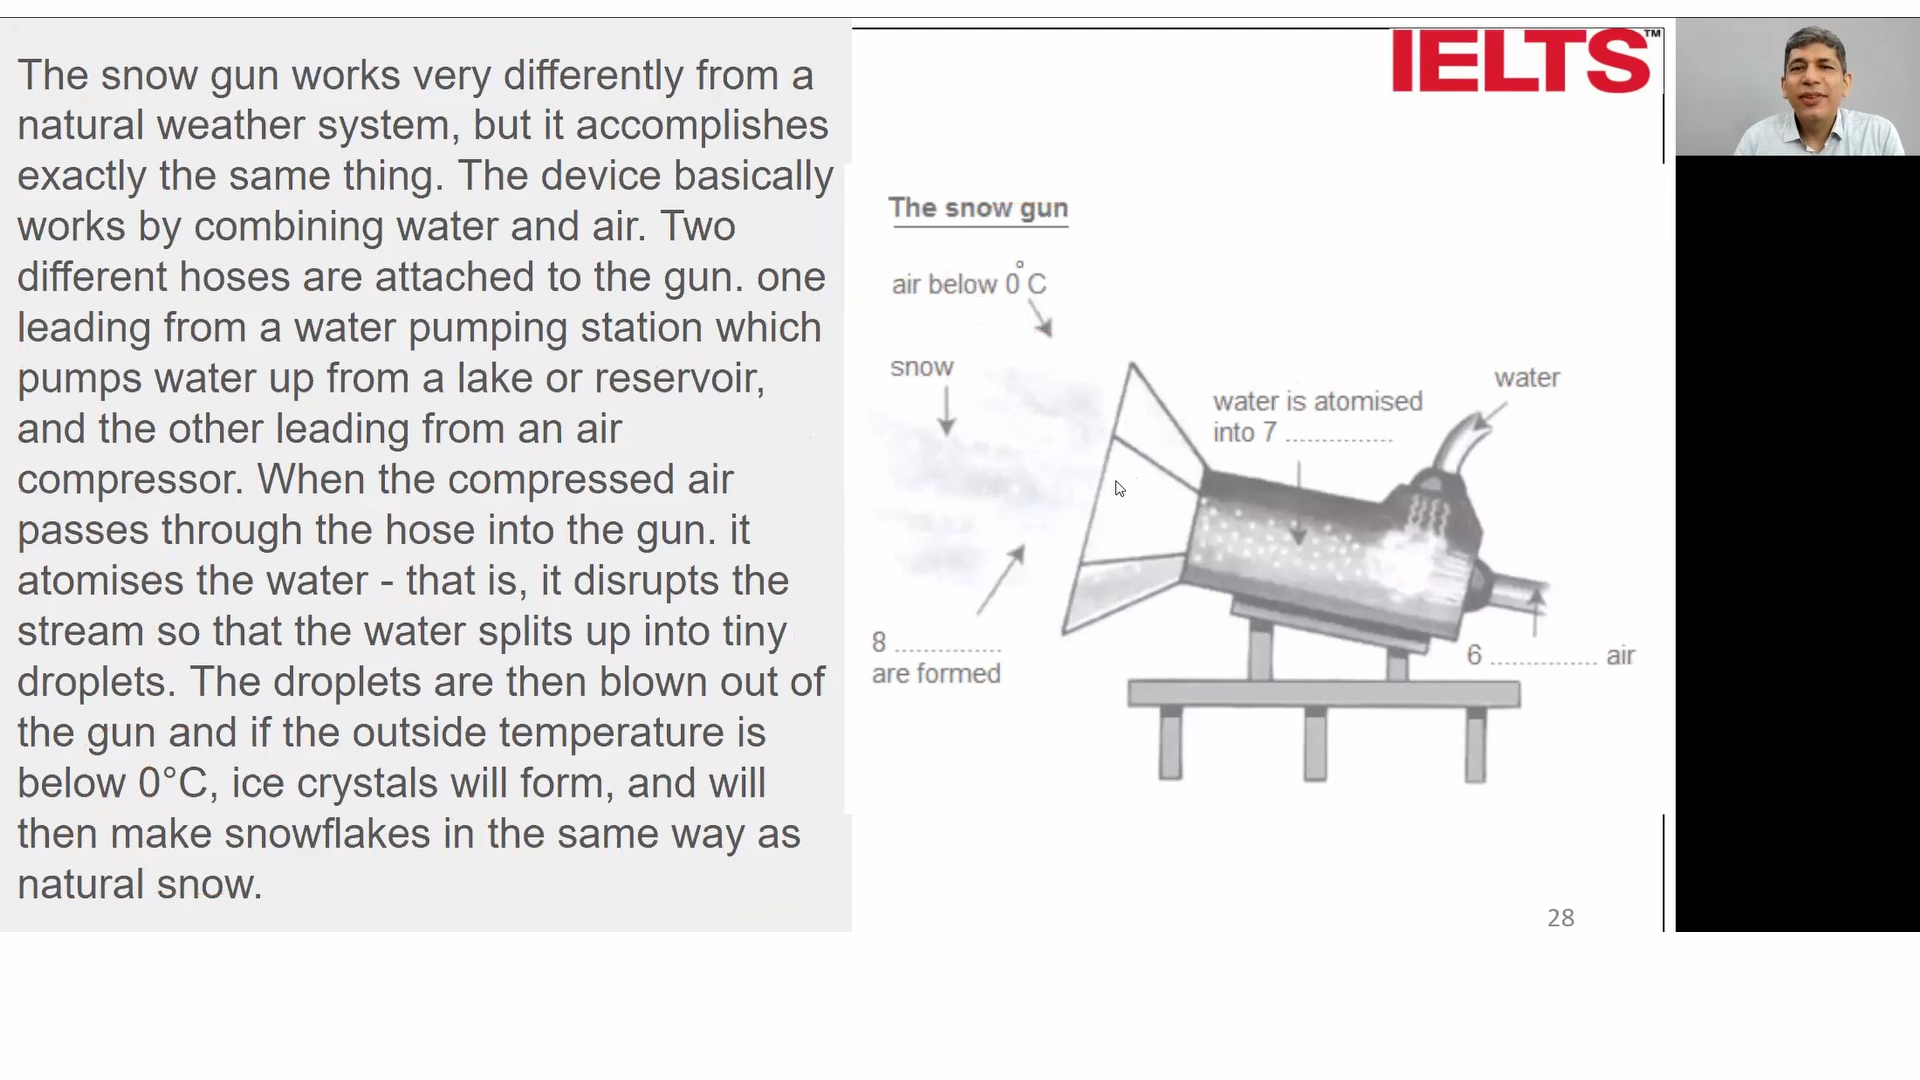 The snow gun works very differently from a
natural weather system, but it accomplishes
exactly the same thing. The device basically
works by combining water and air. Two
different hoses are attached to the gun. one
leading from a water pumping station which
pumps water up from a lake or reservoir,
and the other leading from an air
compressor. When the compressed air
passes through the hose into the gun. it
atomises the water - that is, it disrupts the
stream so that the water splits up into tiny
droplets. The droplets are then blown out of
the gun and if the outside temperature is
below 0°C, ice crystals will form, and will
then make snowflakes in the same way as
natural snow.
IELTS™
The snow gun
air below 0°C
snow
water is atomised
into 7 ...............
water
8 ...............
are formed
6 ............... air
28